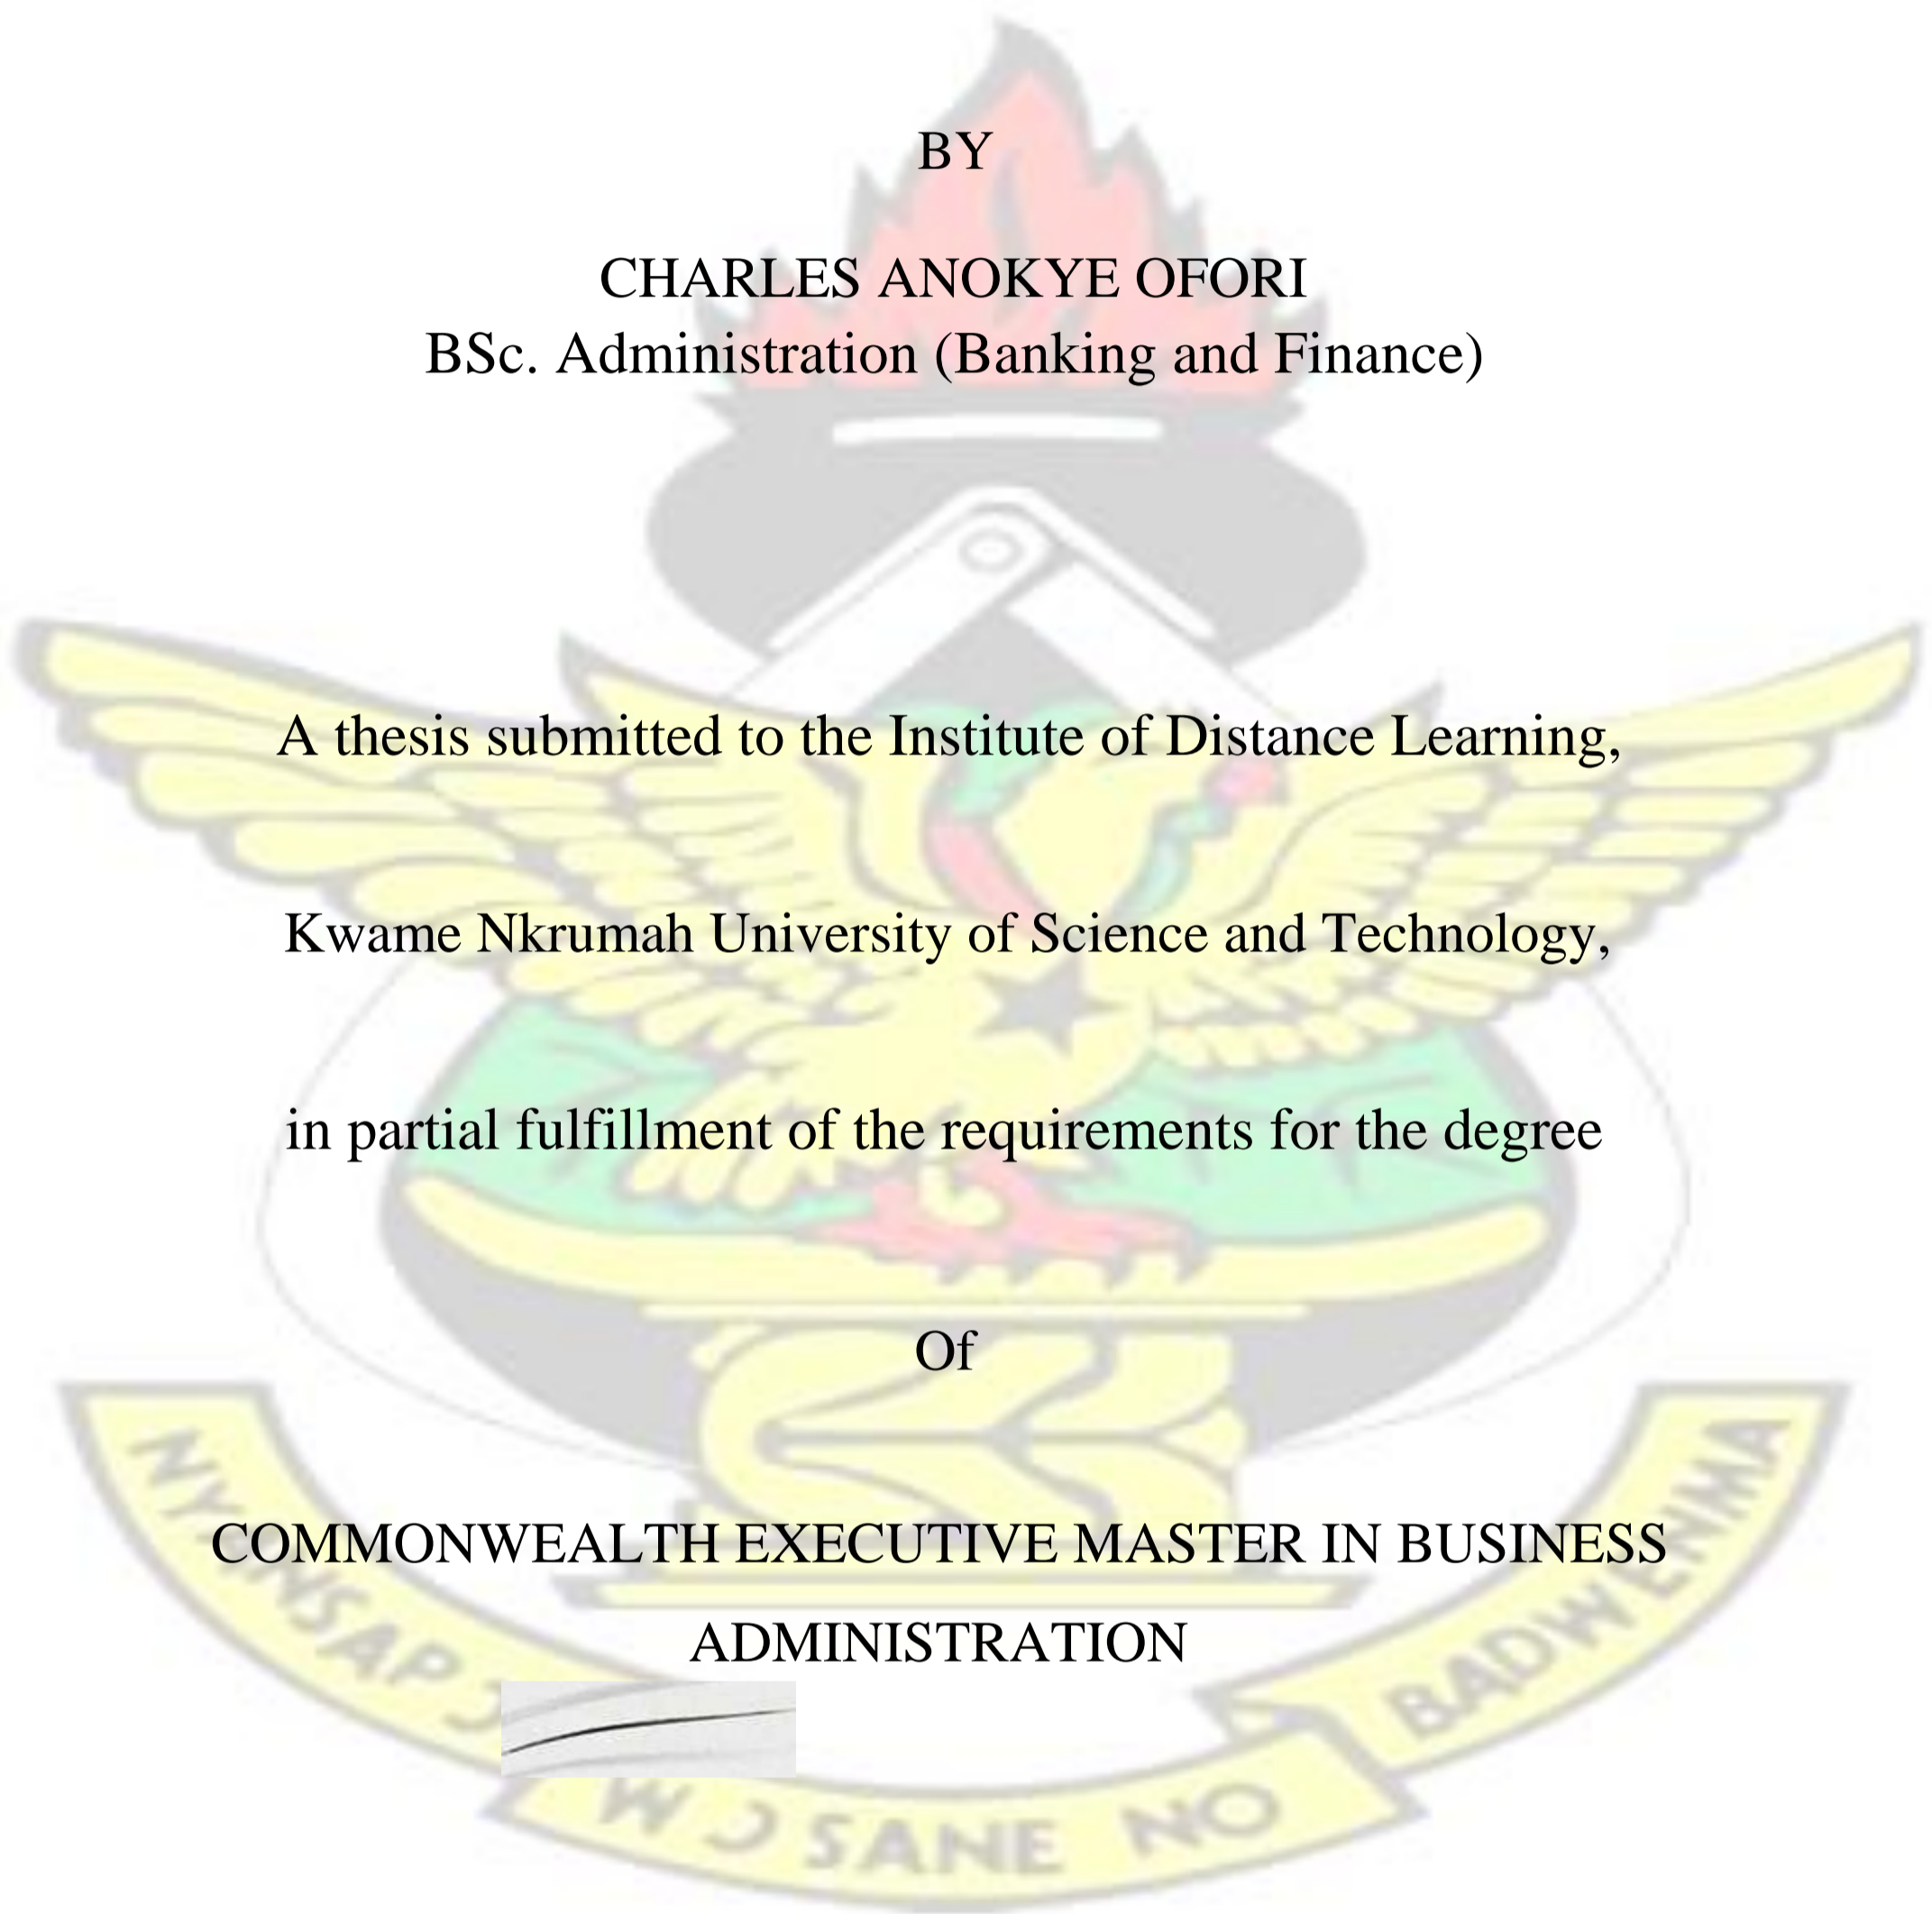 BY
CHARLES ANOKYE OFORI
BSc. Administration (Banking and Finance)
A thesis submitted to the Institute of Distance Learning,
Kwame Nkrumah University of Science and Technology,
in partial fulfillment of the requirements for the degree
Of
COMMONWEALTH EXECUTIVE MASTER IN BUSINESS
ADMINISTRATION
NYANSAP Ɔ
W Ɔ SANE NO
BADWENMA